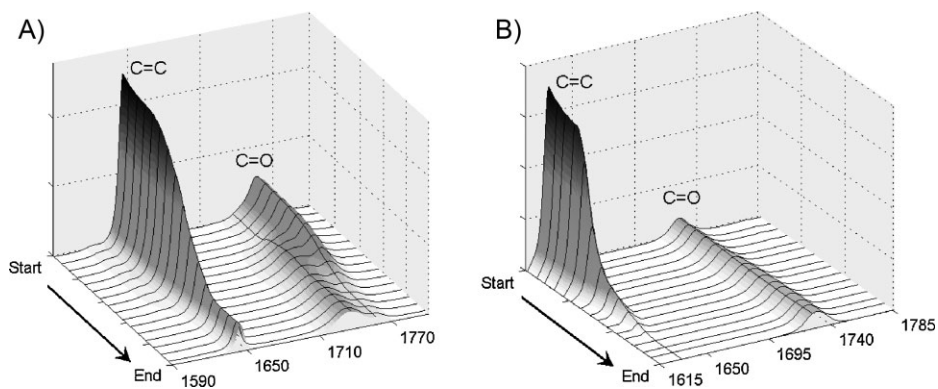 A)
C=C
C=O
Start
End
1590
1650
1710
1770
B)
C=C
C=O
Start
End
1615
1650
1695
1740
1785